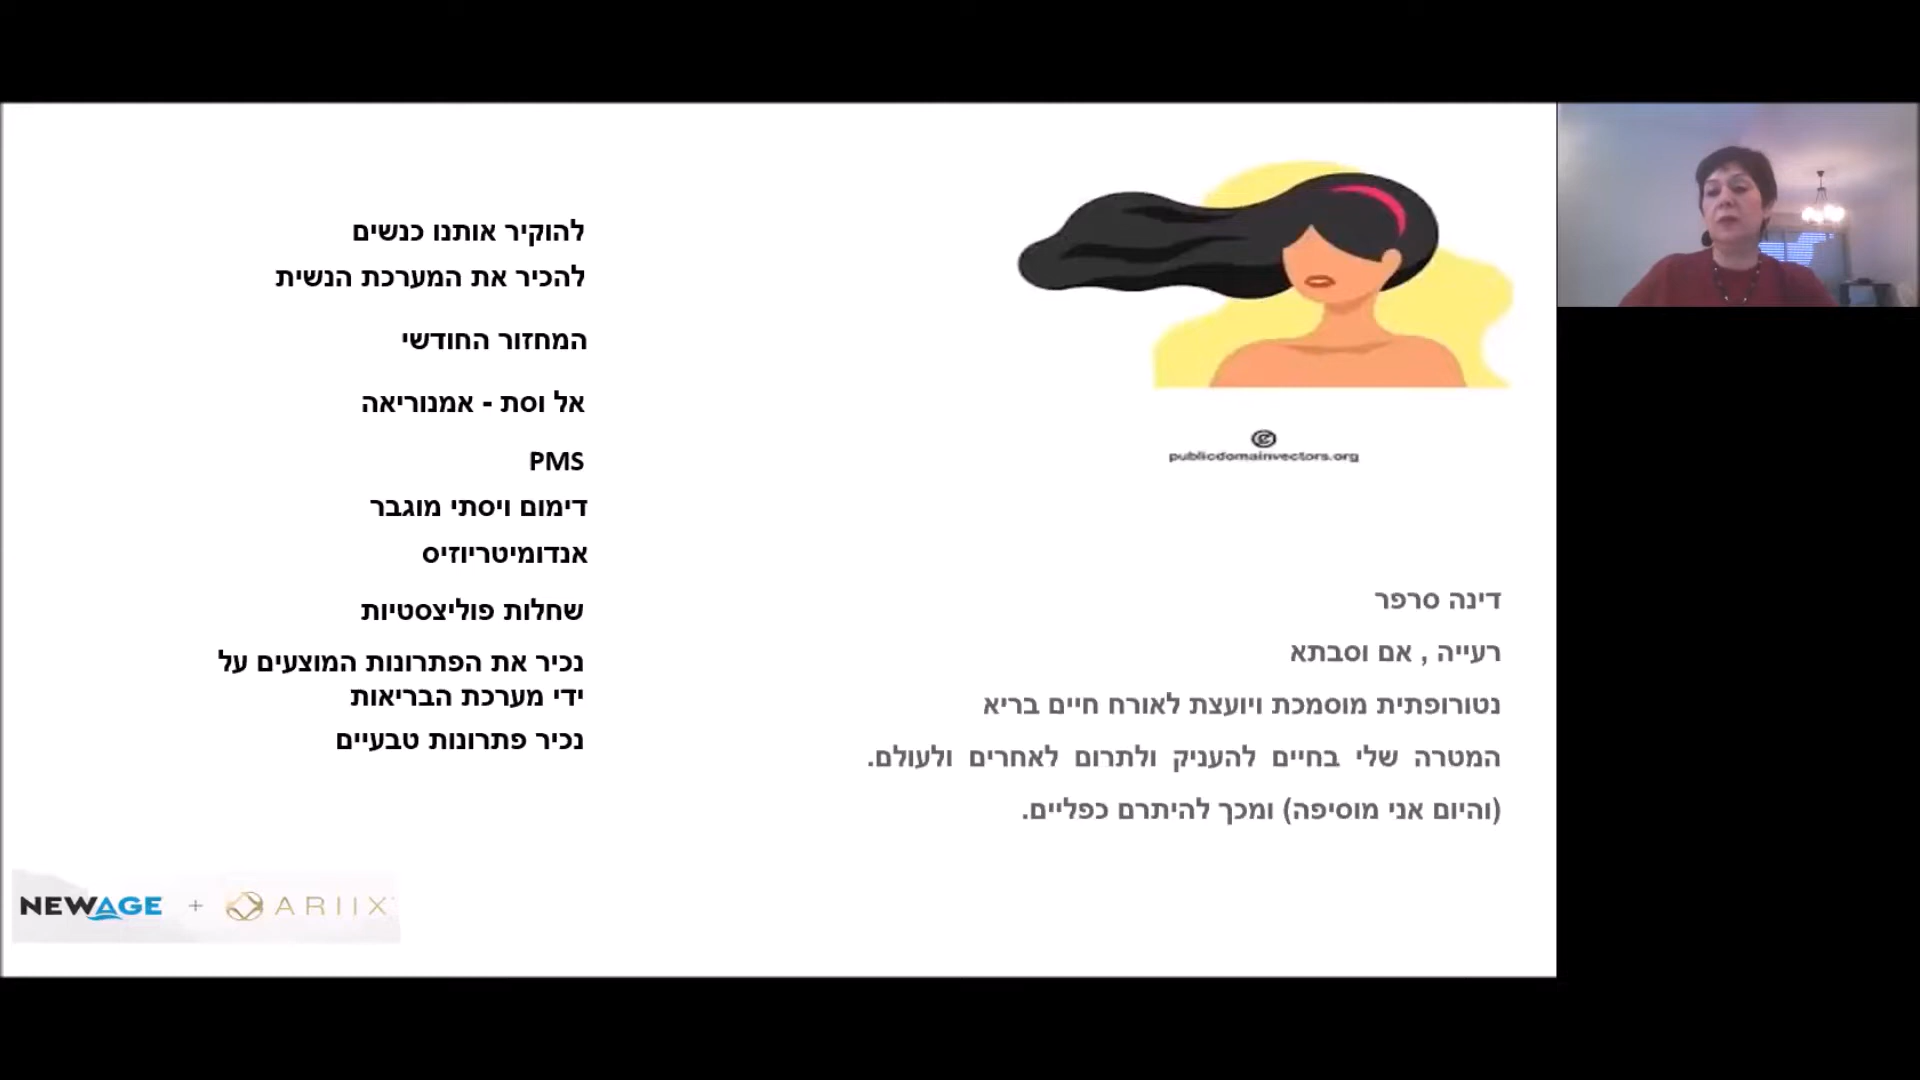 להוקיר אותנו כנשים
להכיר את המערכת הנשית
המחזור החודשי
אל וסת - אמנוריאה
PMS
דימום ויסתי מוגבר
אנדומיטריוזיס
שחלות פוליצסטיות
נכיר את הפתרונות המוצעים על
ידי מערכת הבריאות
נכיר פתרונות טבעיים
publicdomainvectors.org
דינה סרפר
רעייה , אם וסבתא
נטורופתית מוסמכת ויועצת לאורח חיים בריא
המטרה שלי בחיים להעניק ולתרום לאחרים ולעולם.
(והיום אני מוסיפה) ומכך להיתרם כפליים.
NEWAGE + ARIIX